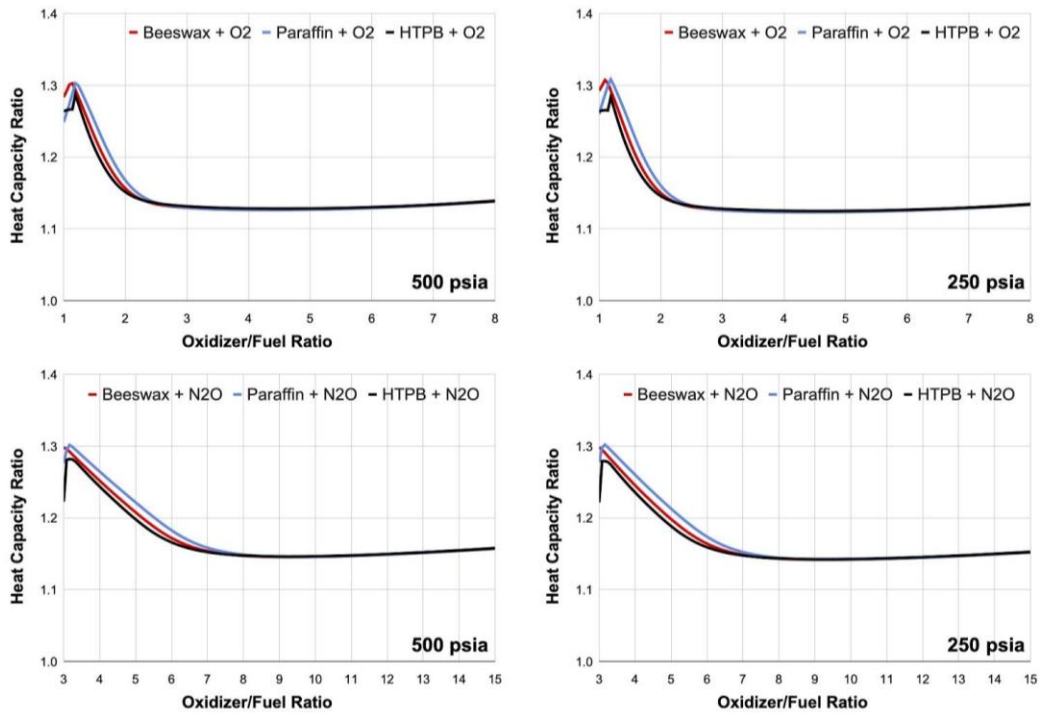 Beeswax + O2 Paraffin + O2 HTPB + O2
Heat Capacity Ratio
1.4
1.3
1.2
1.1
1.0
500 psia
1 2 3 4 5 6 7 8
Oxidizer/Fuel Ratio
Beeswax + O2 Paraffin + O2 HTPB + O2
Heat Capacity Ratio
1.4
1.3
1.2
1.1
1.0
250 psia
1 2 3 4 5 6 7 8
Oxidizer/Fuel Ratio
Beeswax + N2O Paraffin + N2O HTPB + N2O
Heat Capacity Ratio
1.4
1.3
1.2
1.1
1.0
500 psia
3 4 5 6 7 8 9 10 11 12 13 14 15
Oxidizer/Fuel Ratio
Beeswax + N2O Paraffin + N2O HTPB + N2O
Heat Capacity Ratio
1.4
1.3
1.2
1.1
1.0
250 psia
3 4 5 6 7 8 9 10 11 12 13 14 15
Oxidizer/Fuel Ratio